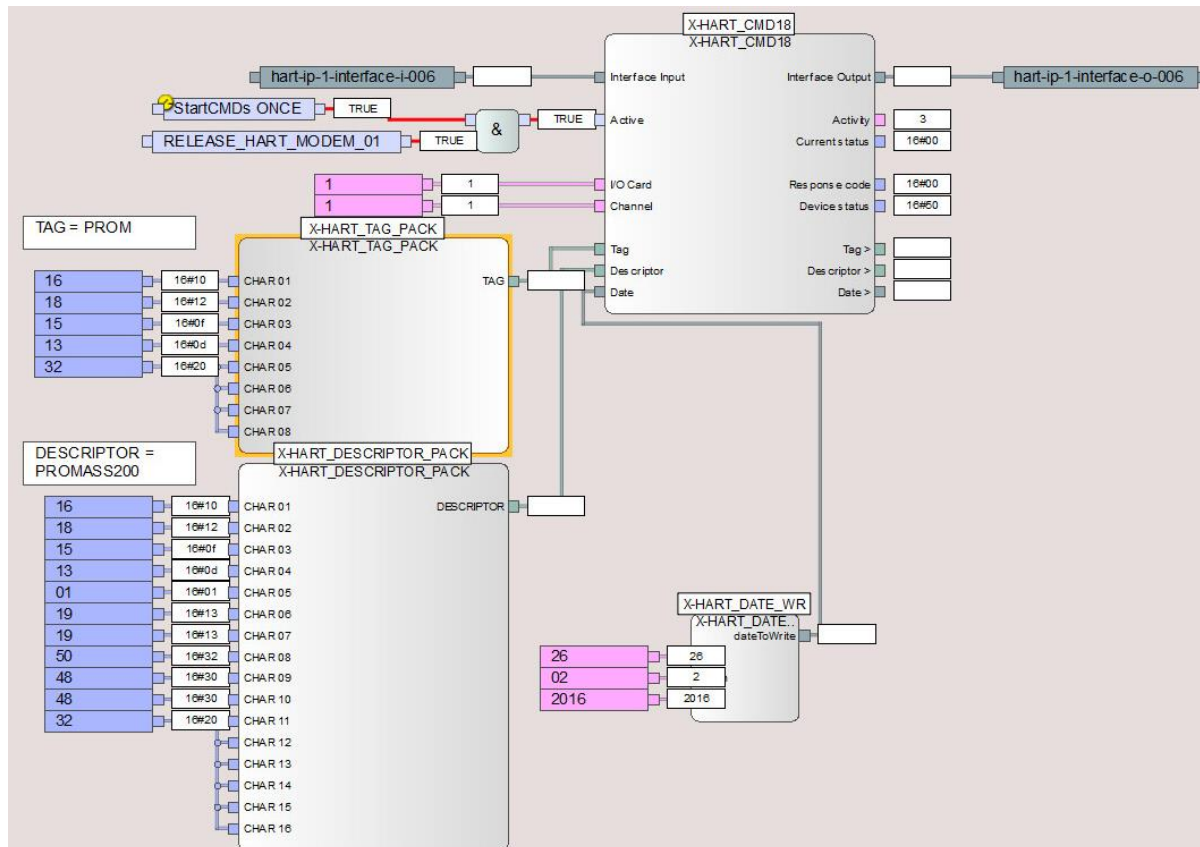 X-HART_CMD18
X-HART_CMD18
hart-ip-1-interface-i-006
Interface Input
Interface Output
hart-ip-1-interface-o-006
StartCMDs ONCE
TRUE
&
TRUE
Active
Activity
3
RELEASE_HART_MODEM_01
TRUE
Current status
16#00
1
1
I/O Card
Response code
16#00
1
1
Channel
Device status
16#50
TAG = PROM
X-HART_TAG_PACK
X-HART_TAG_PACK
Tag
Tag >
Descriptor
Descriptor >
Date
Date >
16
16#10
CHAR 01
TAG
18
16#12
CHAR 02
15
16#0f
CHAR 03
13
16#0d
CHAR 04
32
16#20
CHAR 05
CHAR 06
CHAR 07
CHAR 08
DESCRIPTOR =
PROMASS200
X-HART_DESCRIPTOR_PACK
X-HART_DESCRIPTOR_PACK
16
16#10
CHAR 01
DESCRIPTOR
18
16#12
CHAR 02
15
16#0f
CHAR 03
13
16#0d
CHAR 04
01
16#01
CHAR 05
19
16#13
CHAR 06
19
16#13
CHAR 07
50
16#32
CHAR 08
48
16#30
CHAR 09
48
16#30
CHAR 10
32
16#20
CHAR 11
CHAR 12
CHAR 13
CHAR 14
CHAR 15
CHAR 16
X-HART_DATE_WR
X-HART_DATE..
dateToWrite
26
26
02
2
2016
2016